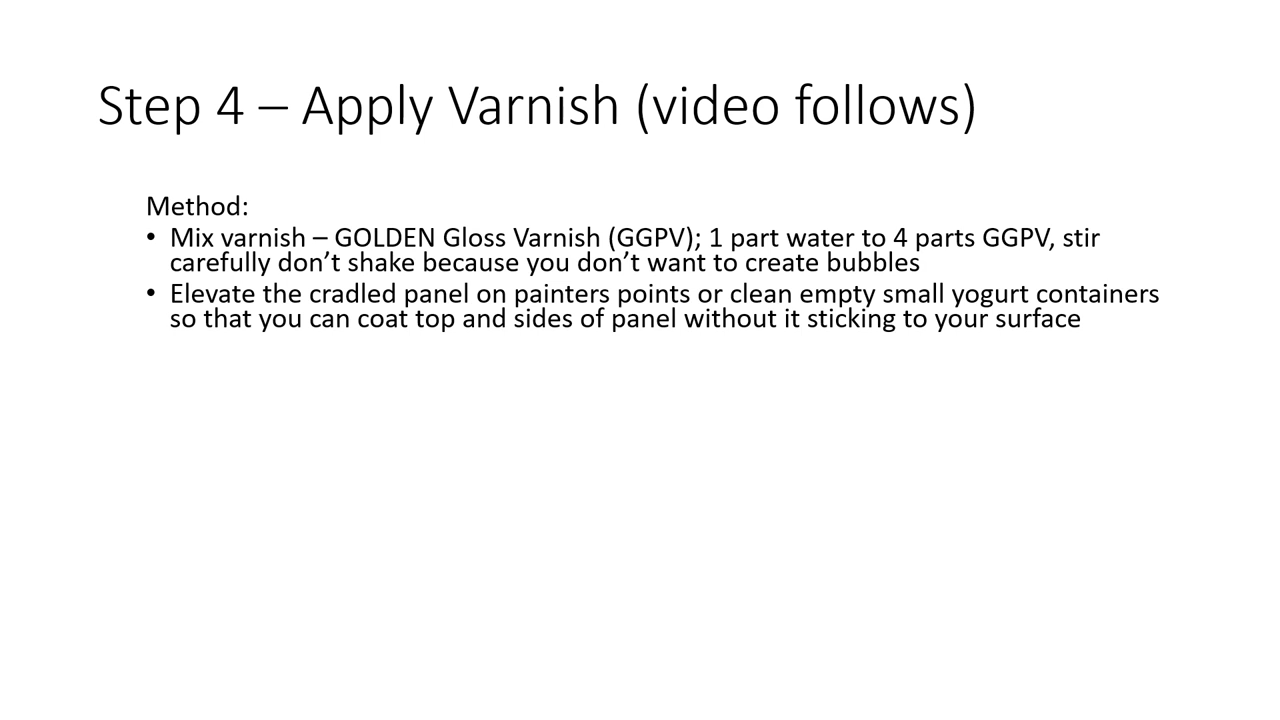 Step 4 – Apply Varnish (video follows)
Method:
• Mix varnish – GOLDEN Gloss Varnish (GGPV); 1 part water to 4 parts GGPV, stir
carefully don’t shake because you don’t want to create bubbles
• Elevate the cradled panel on painters points or clean empty small yogurt containers
so that you can coat top and sides of panel without it sticking to your surface